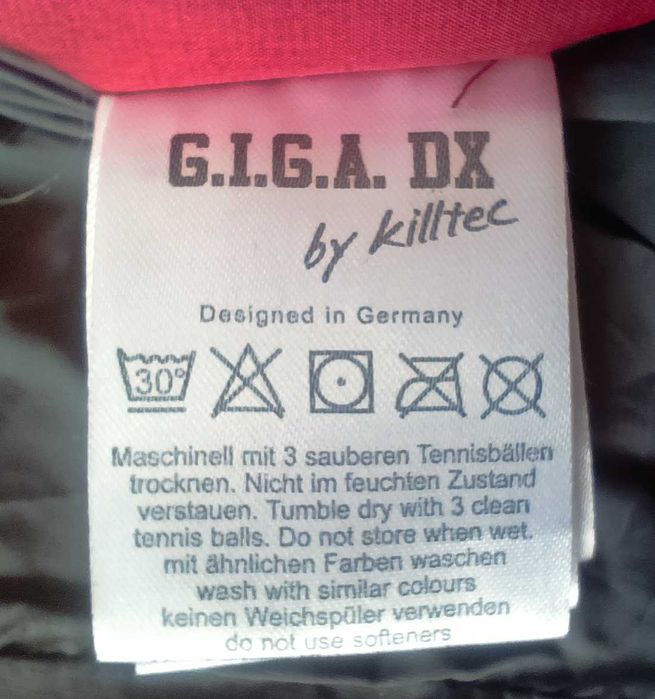 G.I.G.A. DX
by killtec
Designed in Germany
30°
Maschinell mit 3 sauberen Tennisbällen
trocknen. Nicht im feuchten Zustand
verstauen. Tumble dry with 3 clean
tennis balls. Do not store when wet.
mit ähnlichen Farben waschen
wash with similar colours
keinen Weichspüler verwenden
do not use softeners